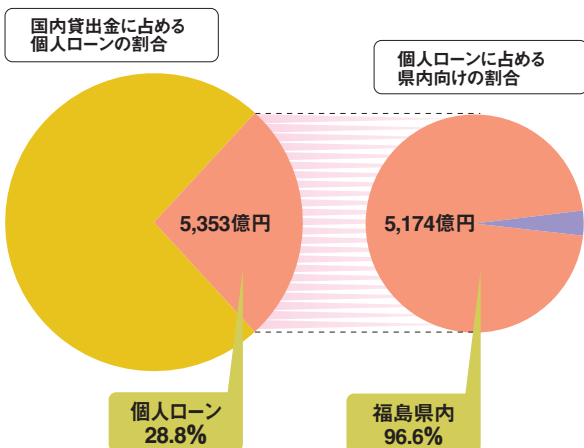 国内貸出金に占める
個人ローンの割合
個人ローンに占める
県内向けの割合
5,353億円
5,174億円
個人ローン
28.8%
福島県内
96.6%